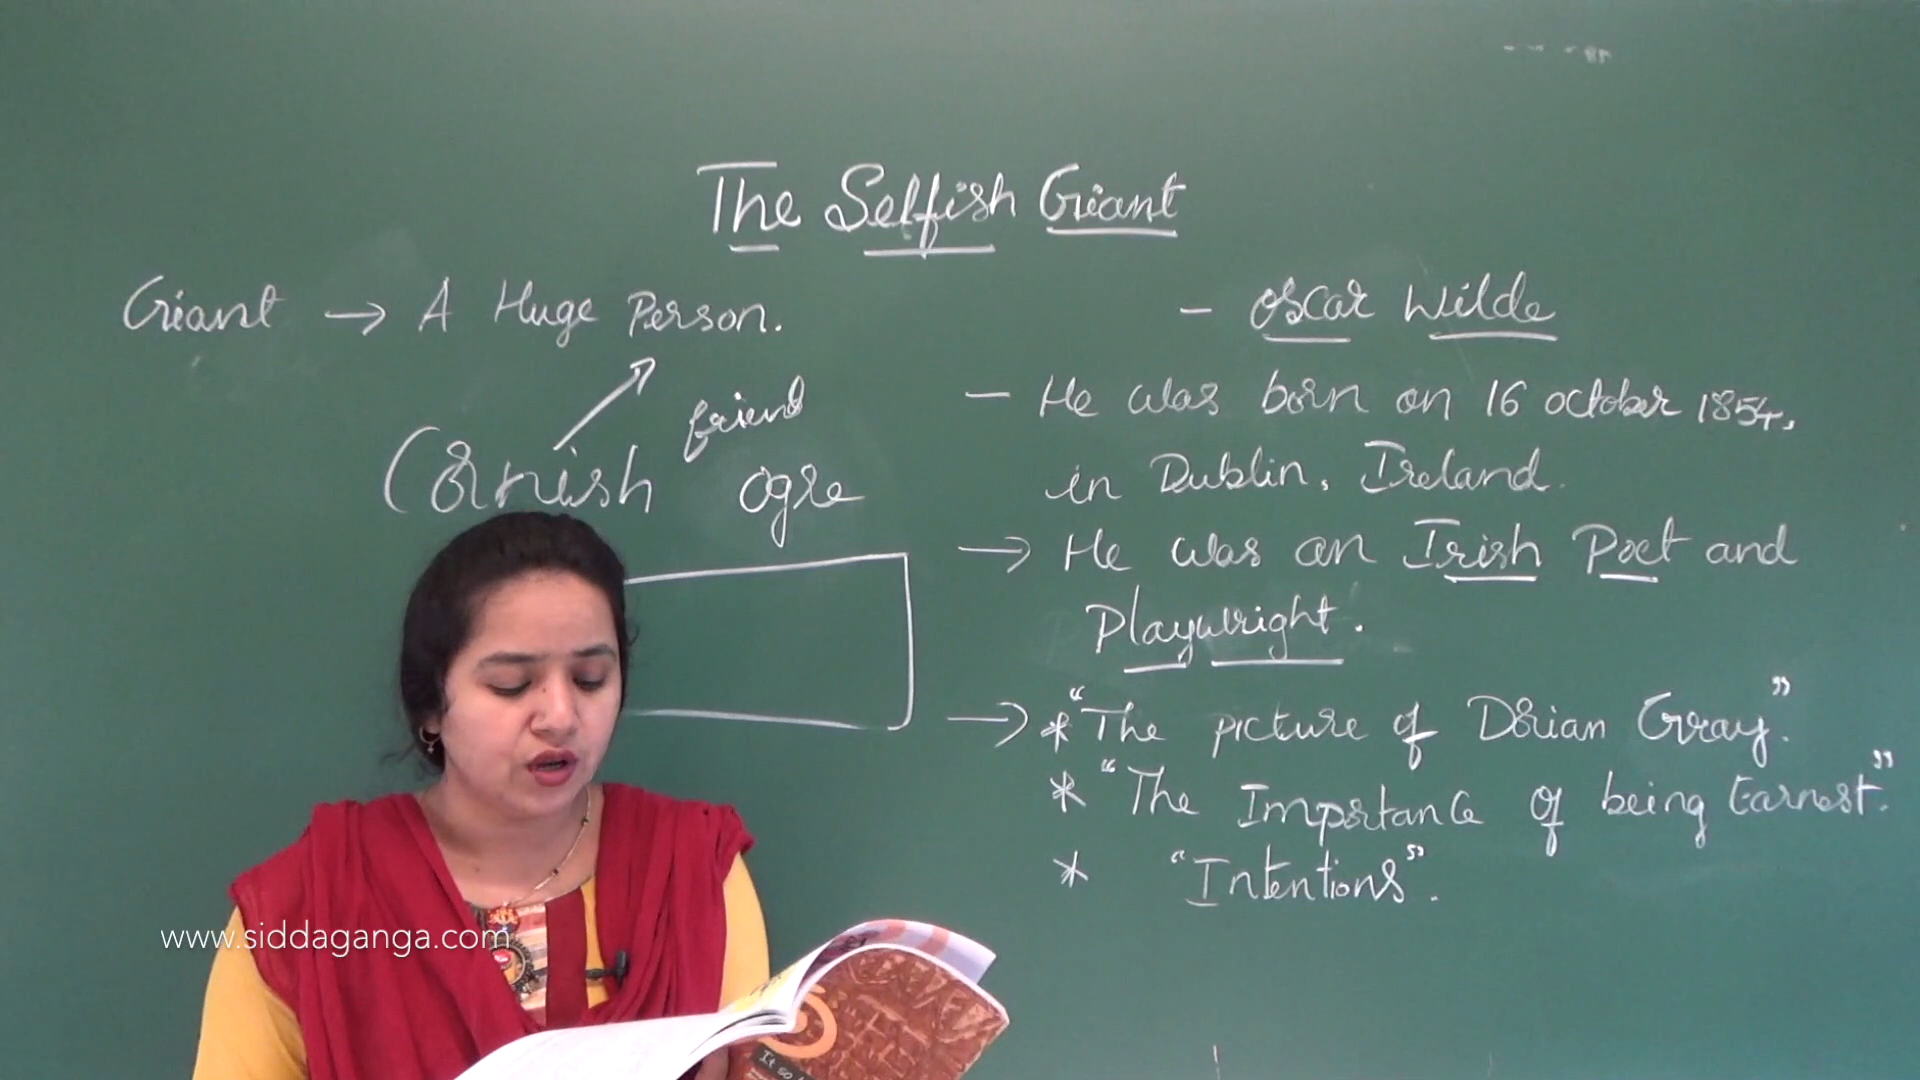 The Selfish Giant
Giant → A Huge Person.
friend
Cornish ogre
- Oscar Wilde
- He was born on 16 october 1854,
in Dublin, Ireland.
→ He was an Irish Poet and
Playwright.
→ * "The picture of Dorian Gray".
* "The Importance of being Earnest."
* "Intentions".
www.siddaganga.com
It so